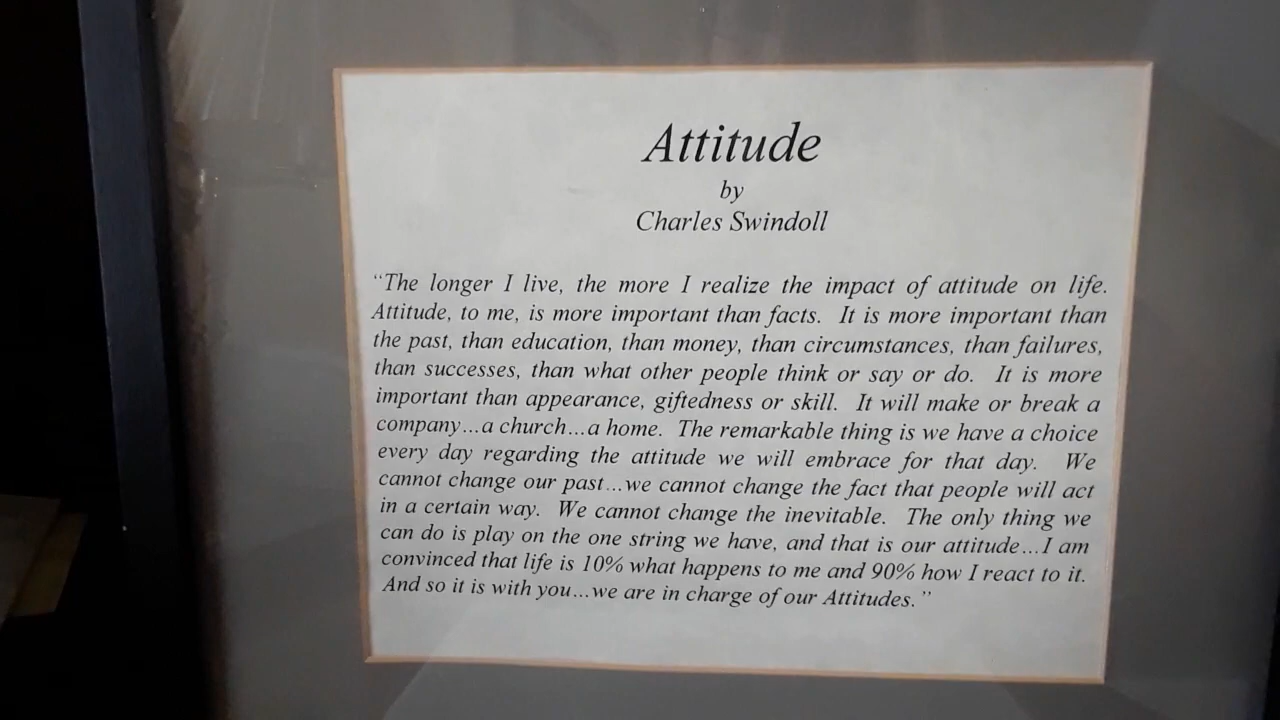 Attitude
by
Charles Swindoll
“The longer I live, the more I realize the impact of attitude on life.
Attitude, to me, is more important than facts. It is more important than
the past, than education, than money, than circumstances, than failures,
than successes, than what other people think or say or do. It is more
important than appearance, giftedness or skill. It will make or break a
company...a church...a home. The remarkable thing is we have a choice
every day regarding the attitude we will embrace for that day. We
cannot change our past...we cannot change the fact that people will act
in a certain way. We cannot change the inevitable. The only thing we
can do is play on the one string we have, and that is our attitude...I am
convinced that life is 10% what happens to me and 90% how I react to it.
And so it is with you...we are in charge of our Attitudes.”